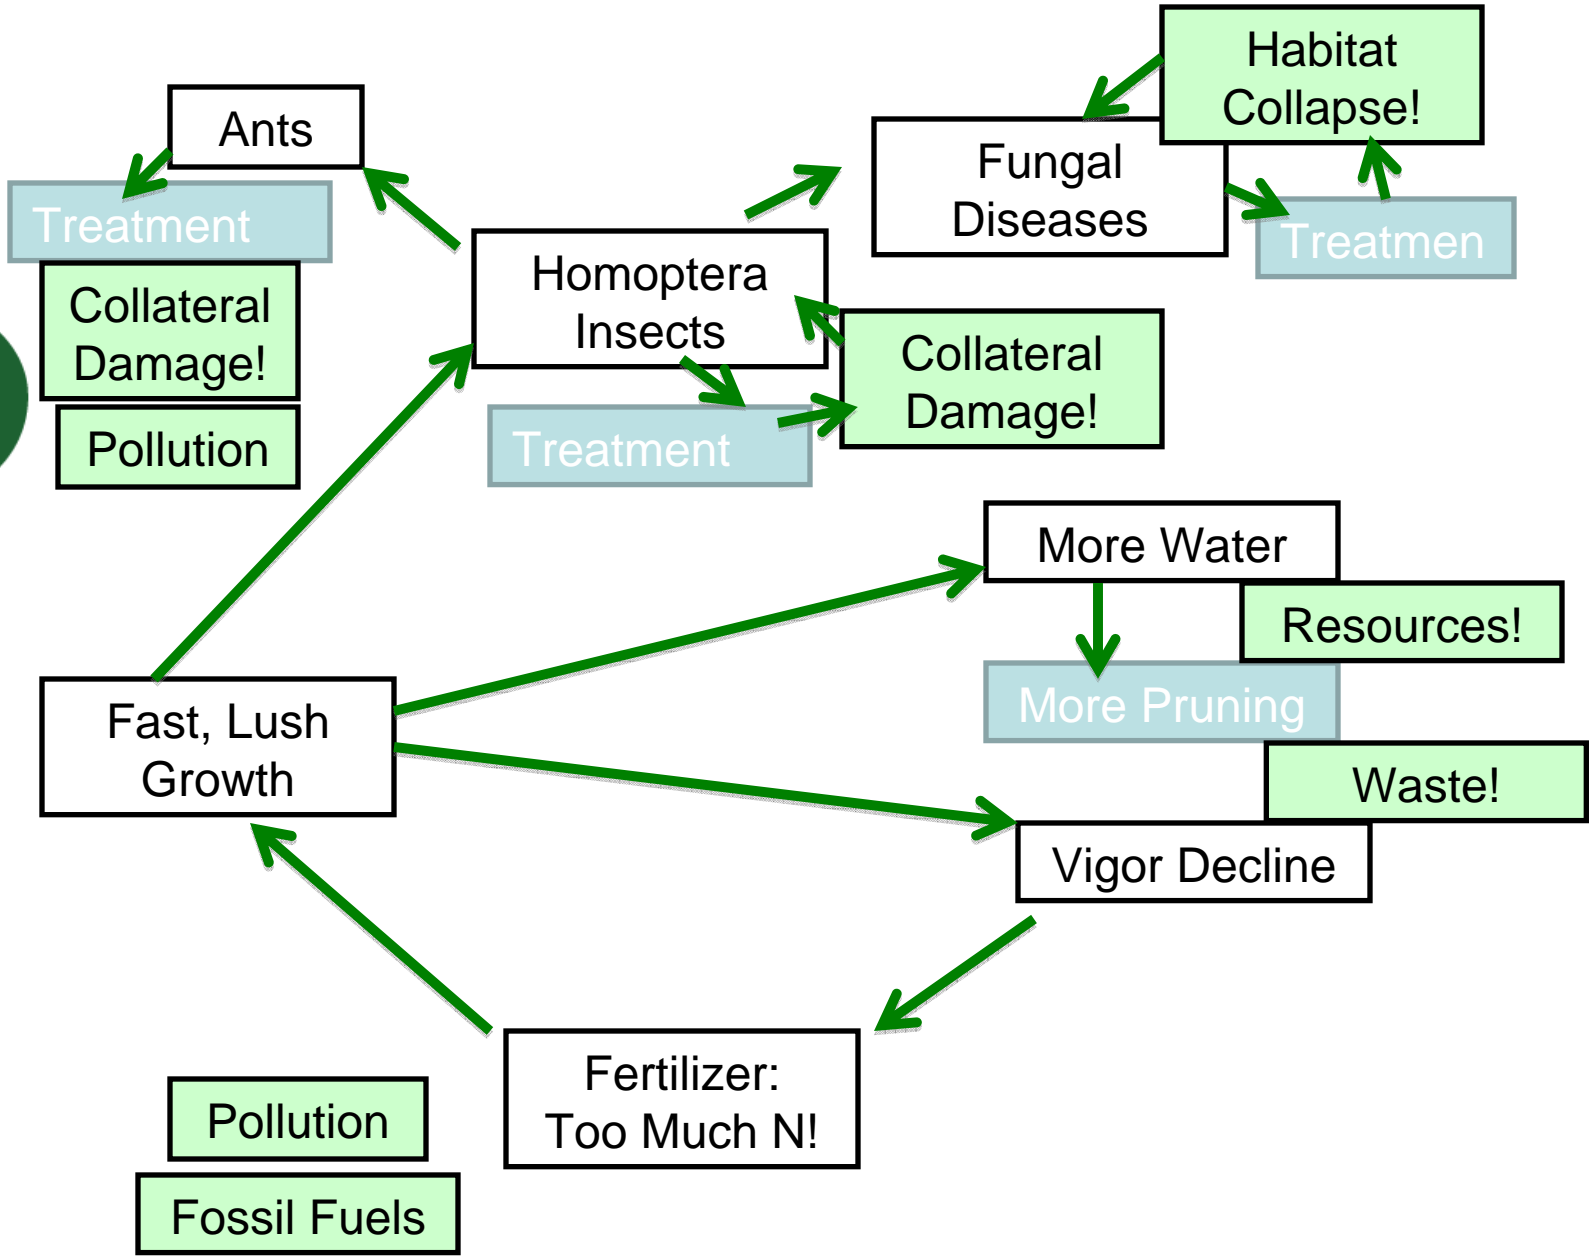 Habitat
Collapse!
Ants
Fungal
Diseases
Treatment
Treatmen
Homoptera
Insects
Collateral
Damage!
Collateral
Damage!
Pollution
Treatment
More Water
Resources!
More Pruning
Fast, Lush
Growth
Waste!
Vigor Decline
Fertilizer:
Too Much N!
Pollution
Fossil Fuels